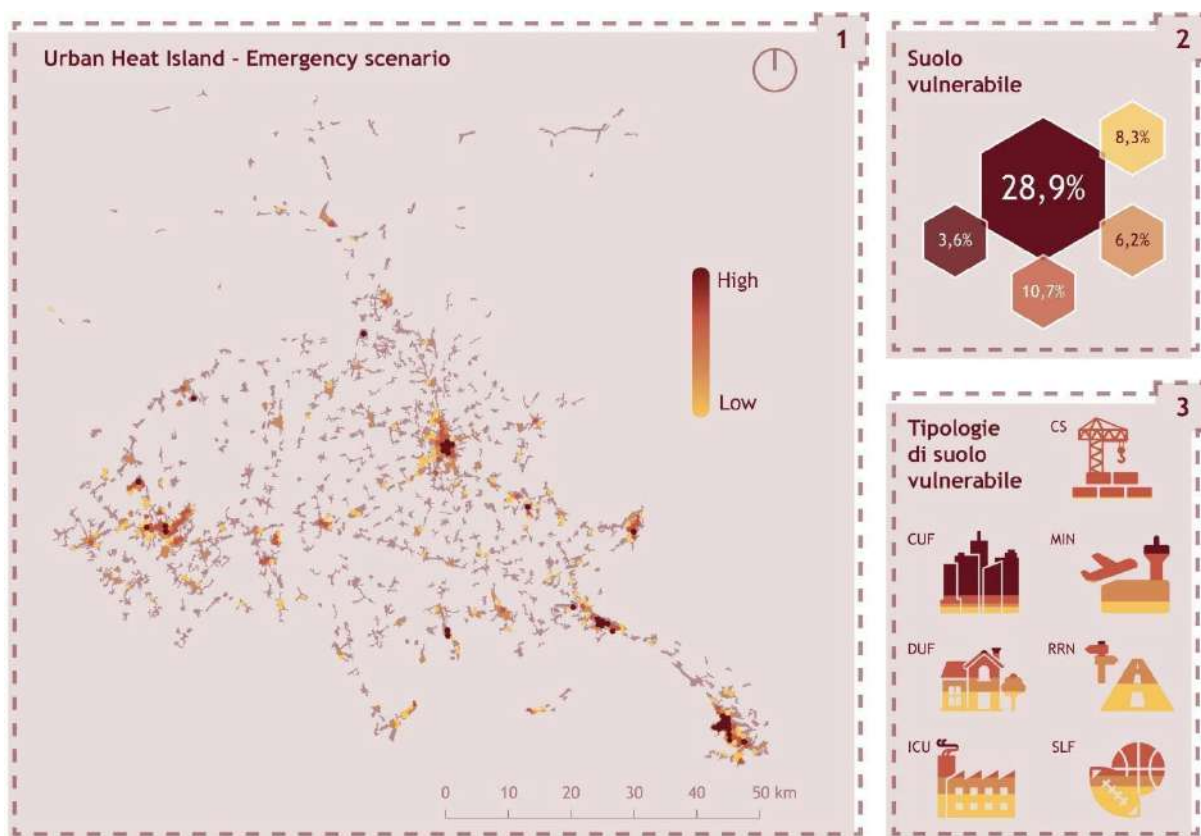 1
Urban Heat Island - Emergency scenario
High
Low
0 10 20 30 40 50 km
2
Suolo
vulnerabile
8,3%
28,9%
3,6%
6,2%
10,7%
3
Tipologie
di suolo
vulnerabile
CS
CUF
MIN
DUF
RRN
ICU
SLF